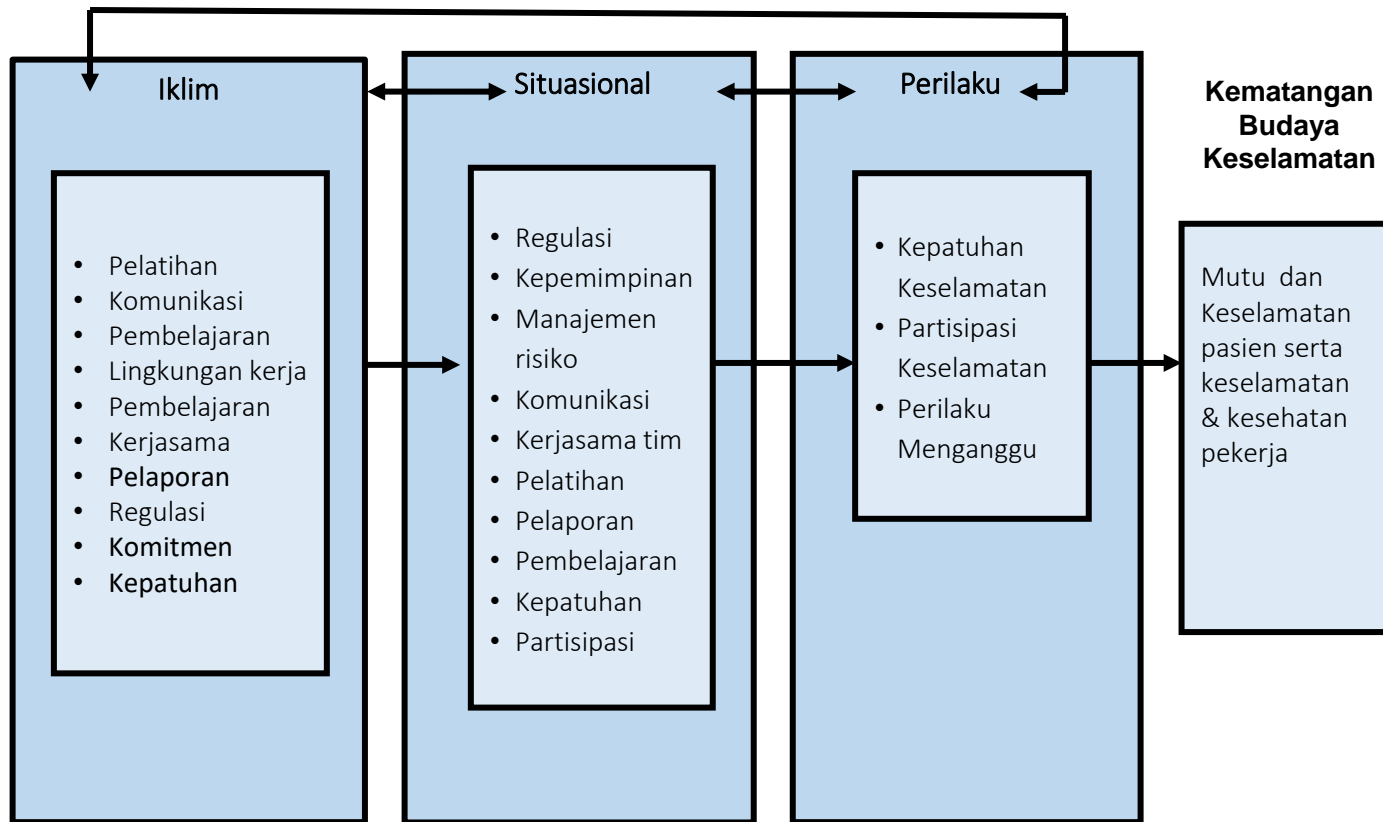 Iklim
• Pelatihan
• Komunikasi
• Pembelajaran
• Lingkungan kerja
• Pembelajaran
• Kerjasama
• Pelaporan
• Regulasi
• Komitmen
• Kepatuhan
Situasional
• Regulasi
• Kepemimpinan
• Manajemen
risiko
• Komunikasi
• Kerjasama tim
• Pelatihan
• Pelaporan
• Pembelajaran
• Kepatuhan
• Partisipasi
Perilaku
• Kepatuhan
Keselamatan
• Partisipasi
Keselamatan
• Perilaku
Menganggu
Kematangan
Budaya
Keselamatan
Mutu dan
Keselamatan
pasien serta
keselamatan
& kesehatan
pekerja